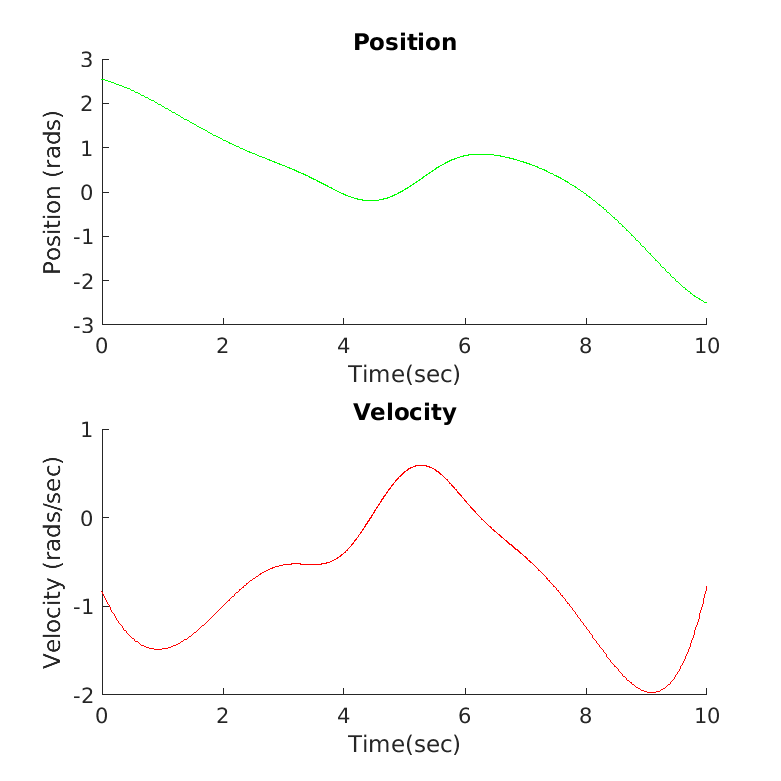 Position
3
2
1
0
-1
-2
-3
Position (rads)
0 2 4 6 8 10
Time(sec)
Velocity
1
0
-1
-2
Velocity (rads/sec)
0 2 4 6 8 10
Time(sec)